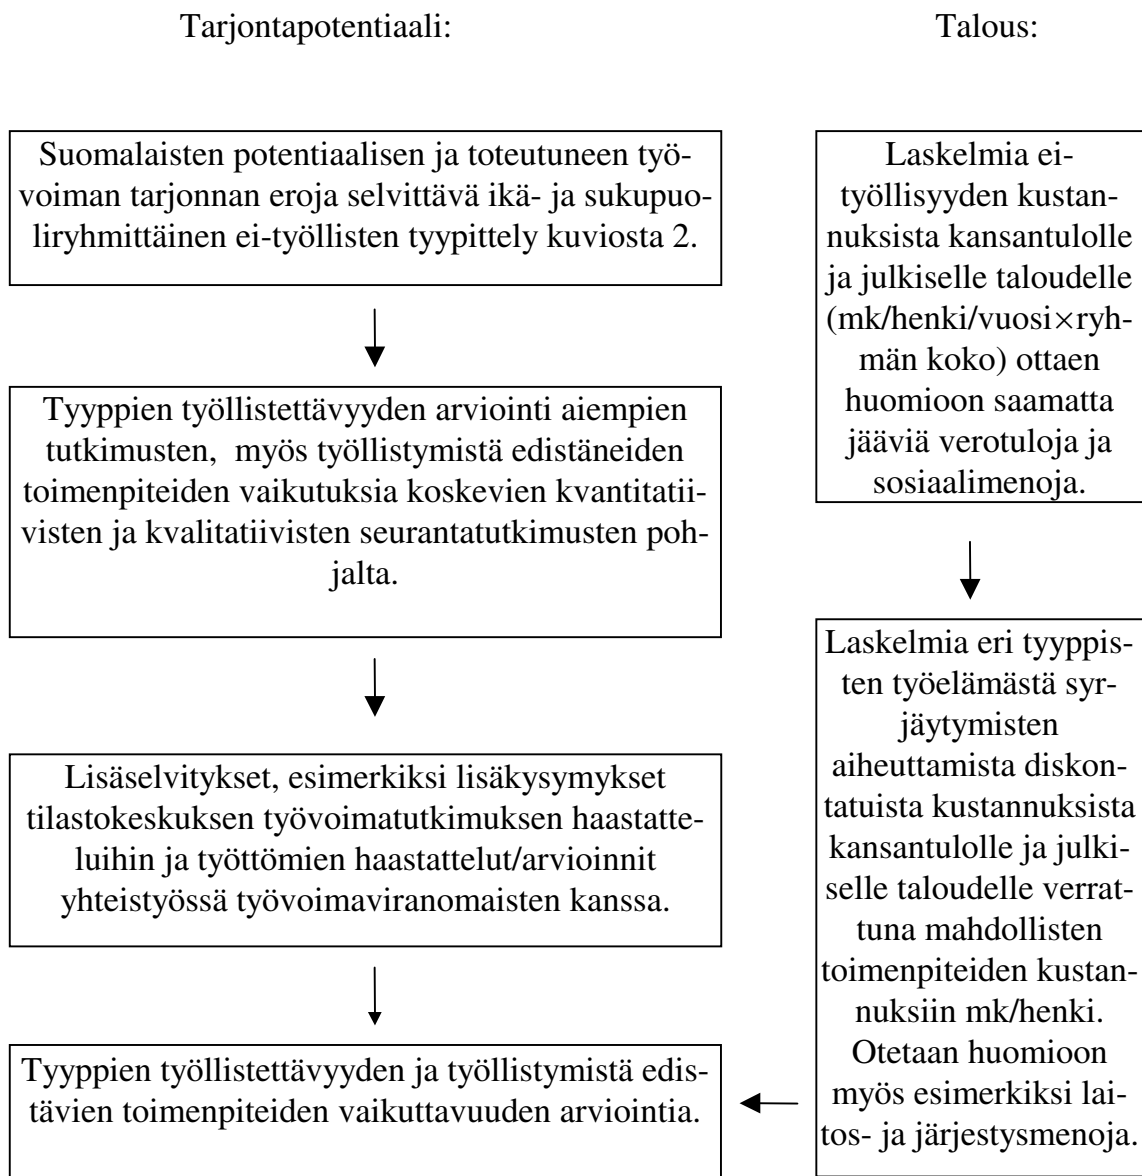 Tarjontapotentiaali:
Suomalaisten potentiaalisen ja toteutuneen työ-
voiman tarjonnan eroja selvittävä ikä- ja sukupuo-
liryhmittäinen ei-työllisten tyypittely kuviosta 2.
Tyyppien työllistettävyyden arviointi aiempien
tutkimusten, myös työllistymistä edistäneiden
toimenpiteiden vaikutuksia koskevien kvantitatii-
visten ja kvalitatiivisten seurantatutkimusten poh-
jalta.
Lisäselvitykset, esimerkiksi lisäkysymykset
tilastokeskuksen työvoimatutkimuksen haastatte-
luihin ja työttömien haastattelut/arvioinnit
yhteistyössä työvoimaviranomaisten kanssa.
Tyyppien työllistettävyyden ja työllistymistä edis-
tävien toimenpiteiden vaikuttavuuden arviointia.
Talous:
Laskelmia ei-
työllisyyden kustan-
nuksista kansantulolle
ja julkiselle taloudelle
(mk/henki/vuosi×ryh-
män koko) ottaen
huomioon saamatta
jääviä verotuloja ja
sosiaalimenoja.
Laskelmia eri tyyppis-
ten työelämästä syr-
jäytymisten
aiheuttamista diskon-
tatuista kustannuksista
kansantulolle ja julki-
selle taloudelle verrat-
tuna mahdollisten
toimenpiteiden kustan-
nuksiin mk/henki.
Otetaan huomioon
myös esimerkiksi lai-
tos- ja järjestysmenoja.